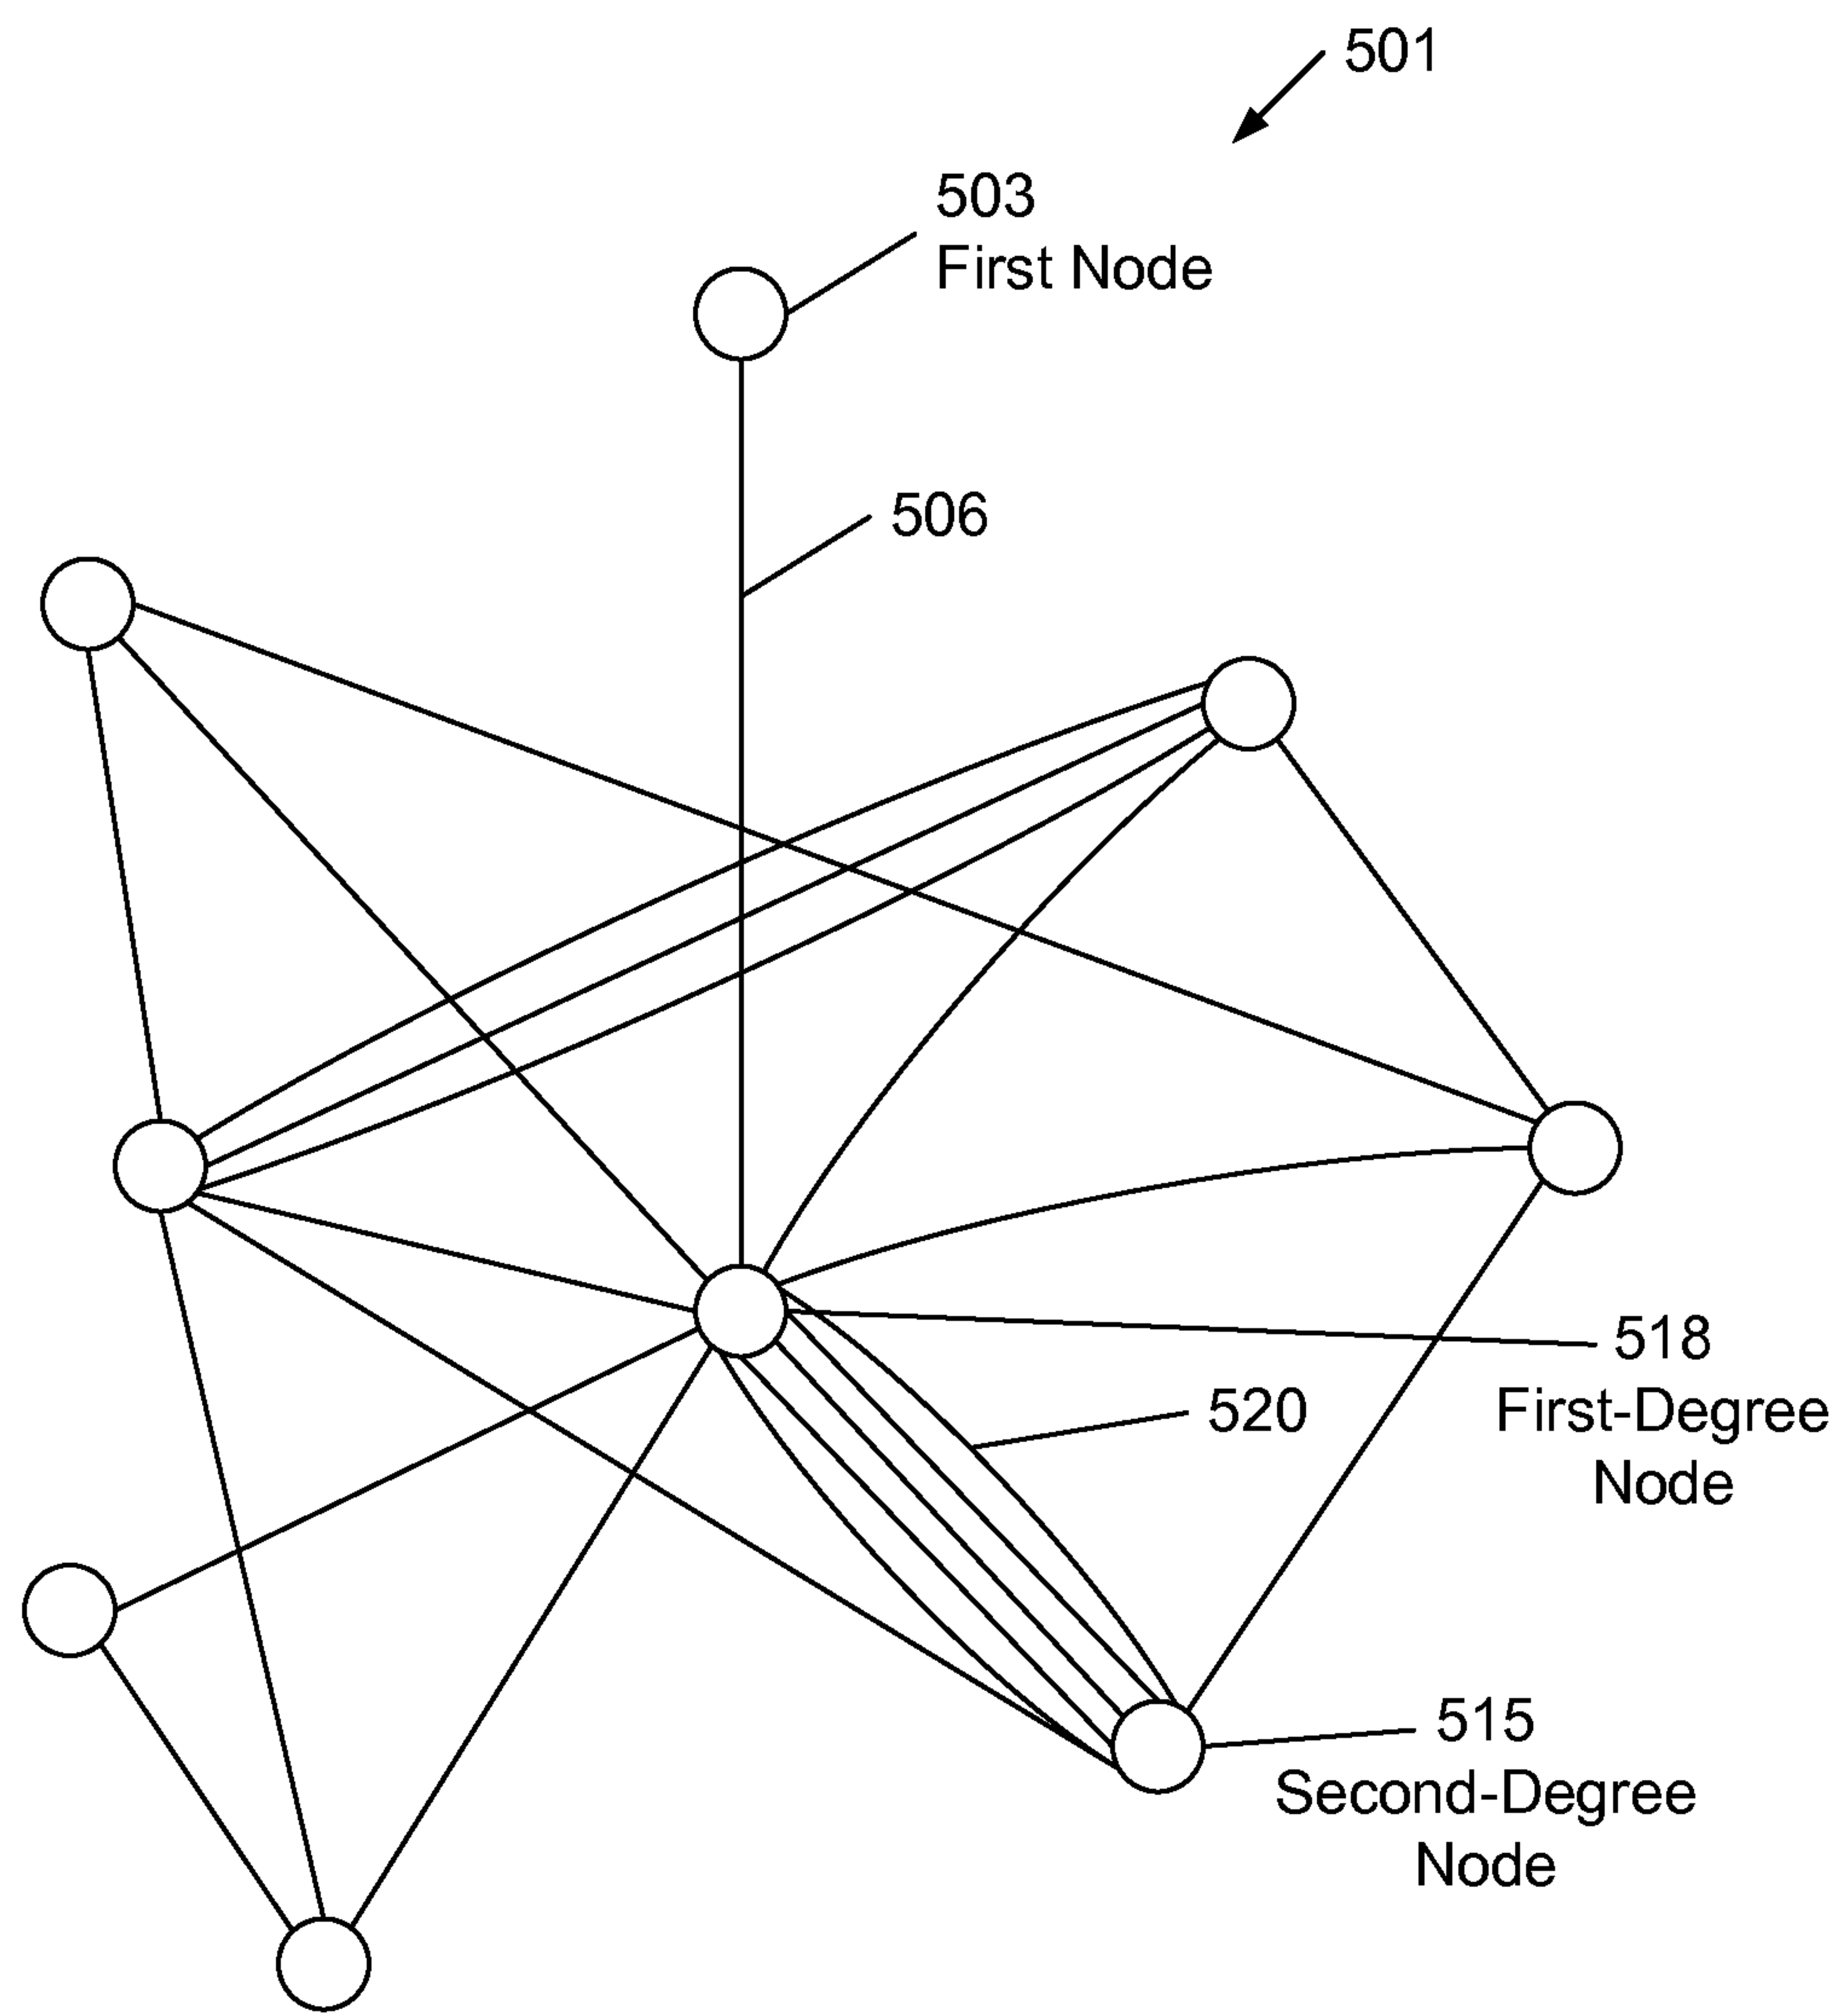 501
503
First Node
506
518
First-Degree
Node
520
515
Second-Degree
Node